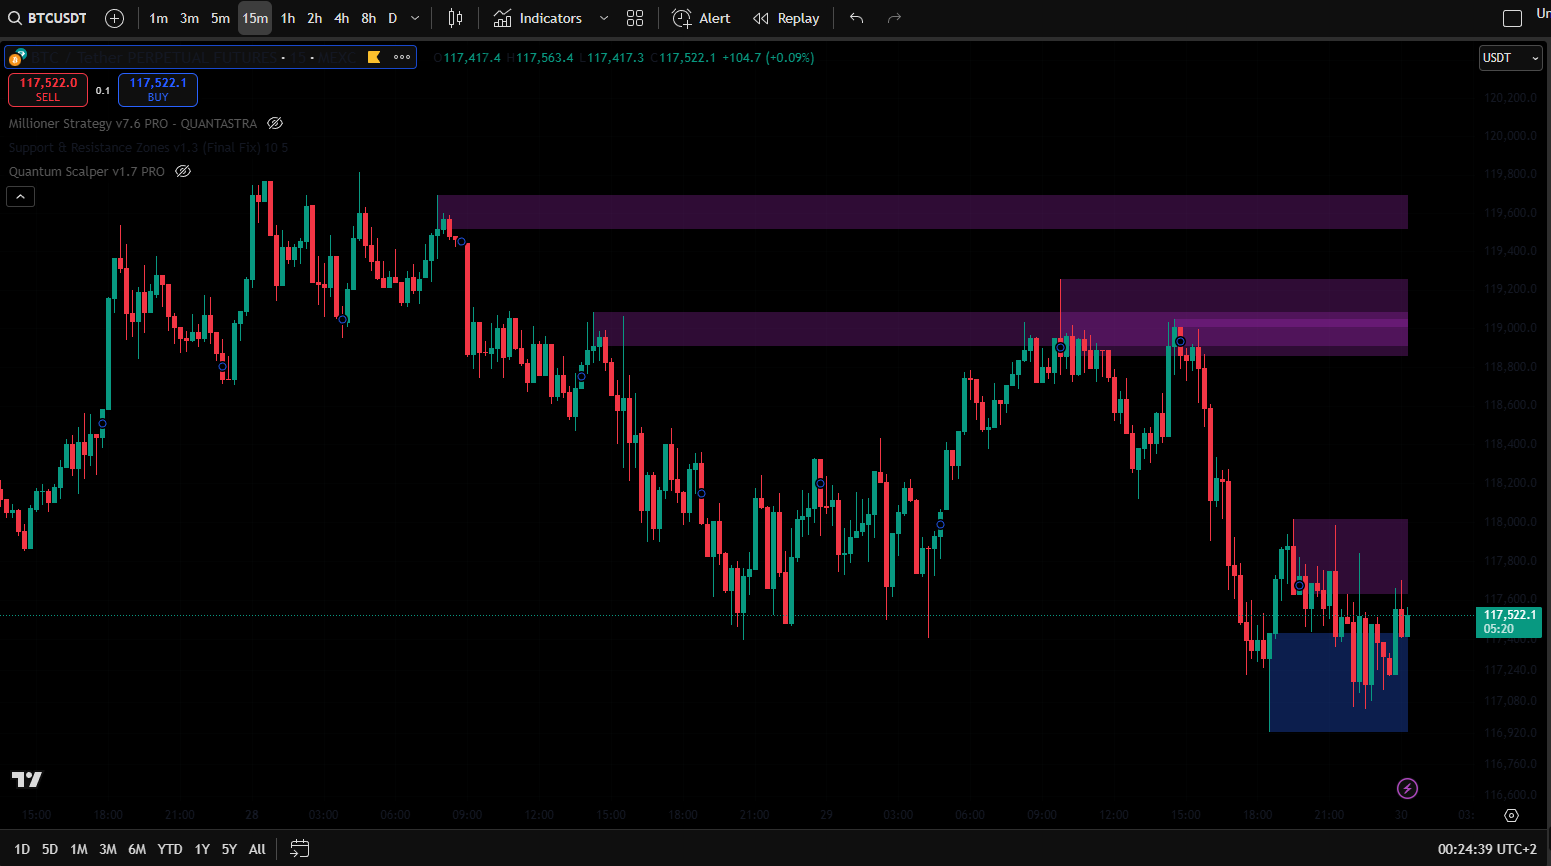 BTCUSDT 1m 3m 5m 15m 1h 2h 4h 8h D Indicators Alert Replay Un
BTC / Tether PERPETUAL FUTURES · 15 · O117,417.4 H117,563.4 L117,417.3 C117,522.1 +104.7 (+0.09%) USDT
117,522.0 SELL 0.1 117,522.1 BUY
Millioner Strategy v7.6 PRO - QUANTASTRA
Support & Resistance Zones v1.3 (Final Fix) 10 5
Quantum Scalper v1.7 PRO
120,200.0
120,000.0
119,800.0
119,600.0
119,400.0
119,200.0
119,000.0
118,800.0
118,600.0
118,400.0
118,200.0
118,000.0
117,800.0
117,600.0
117,522.1
05:20
117,400.0
117,240.0
117,080.0
116,920.0
116,760.0
116,600.0
15:00 18:00 21:00 28 03:00 06:00 09:00 12:00 15:00 18:00 21:00 29 03:00 06:00 09:00 12:00 15:00 18:00 21:00 30 03:
1D 5D 1M 3M 6M YTD 1Y 5Y All 00:24:39 UTC+2